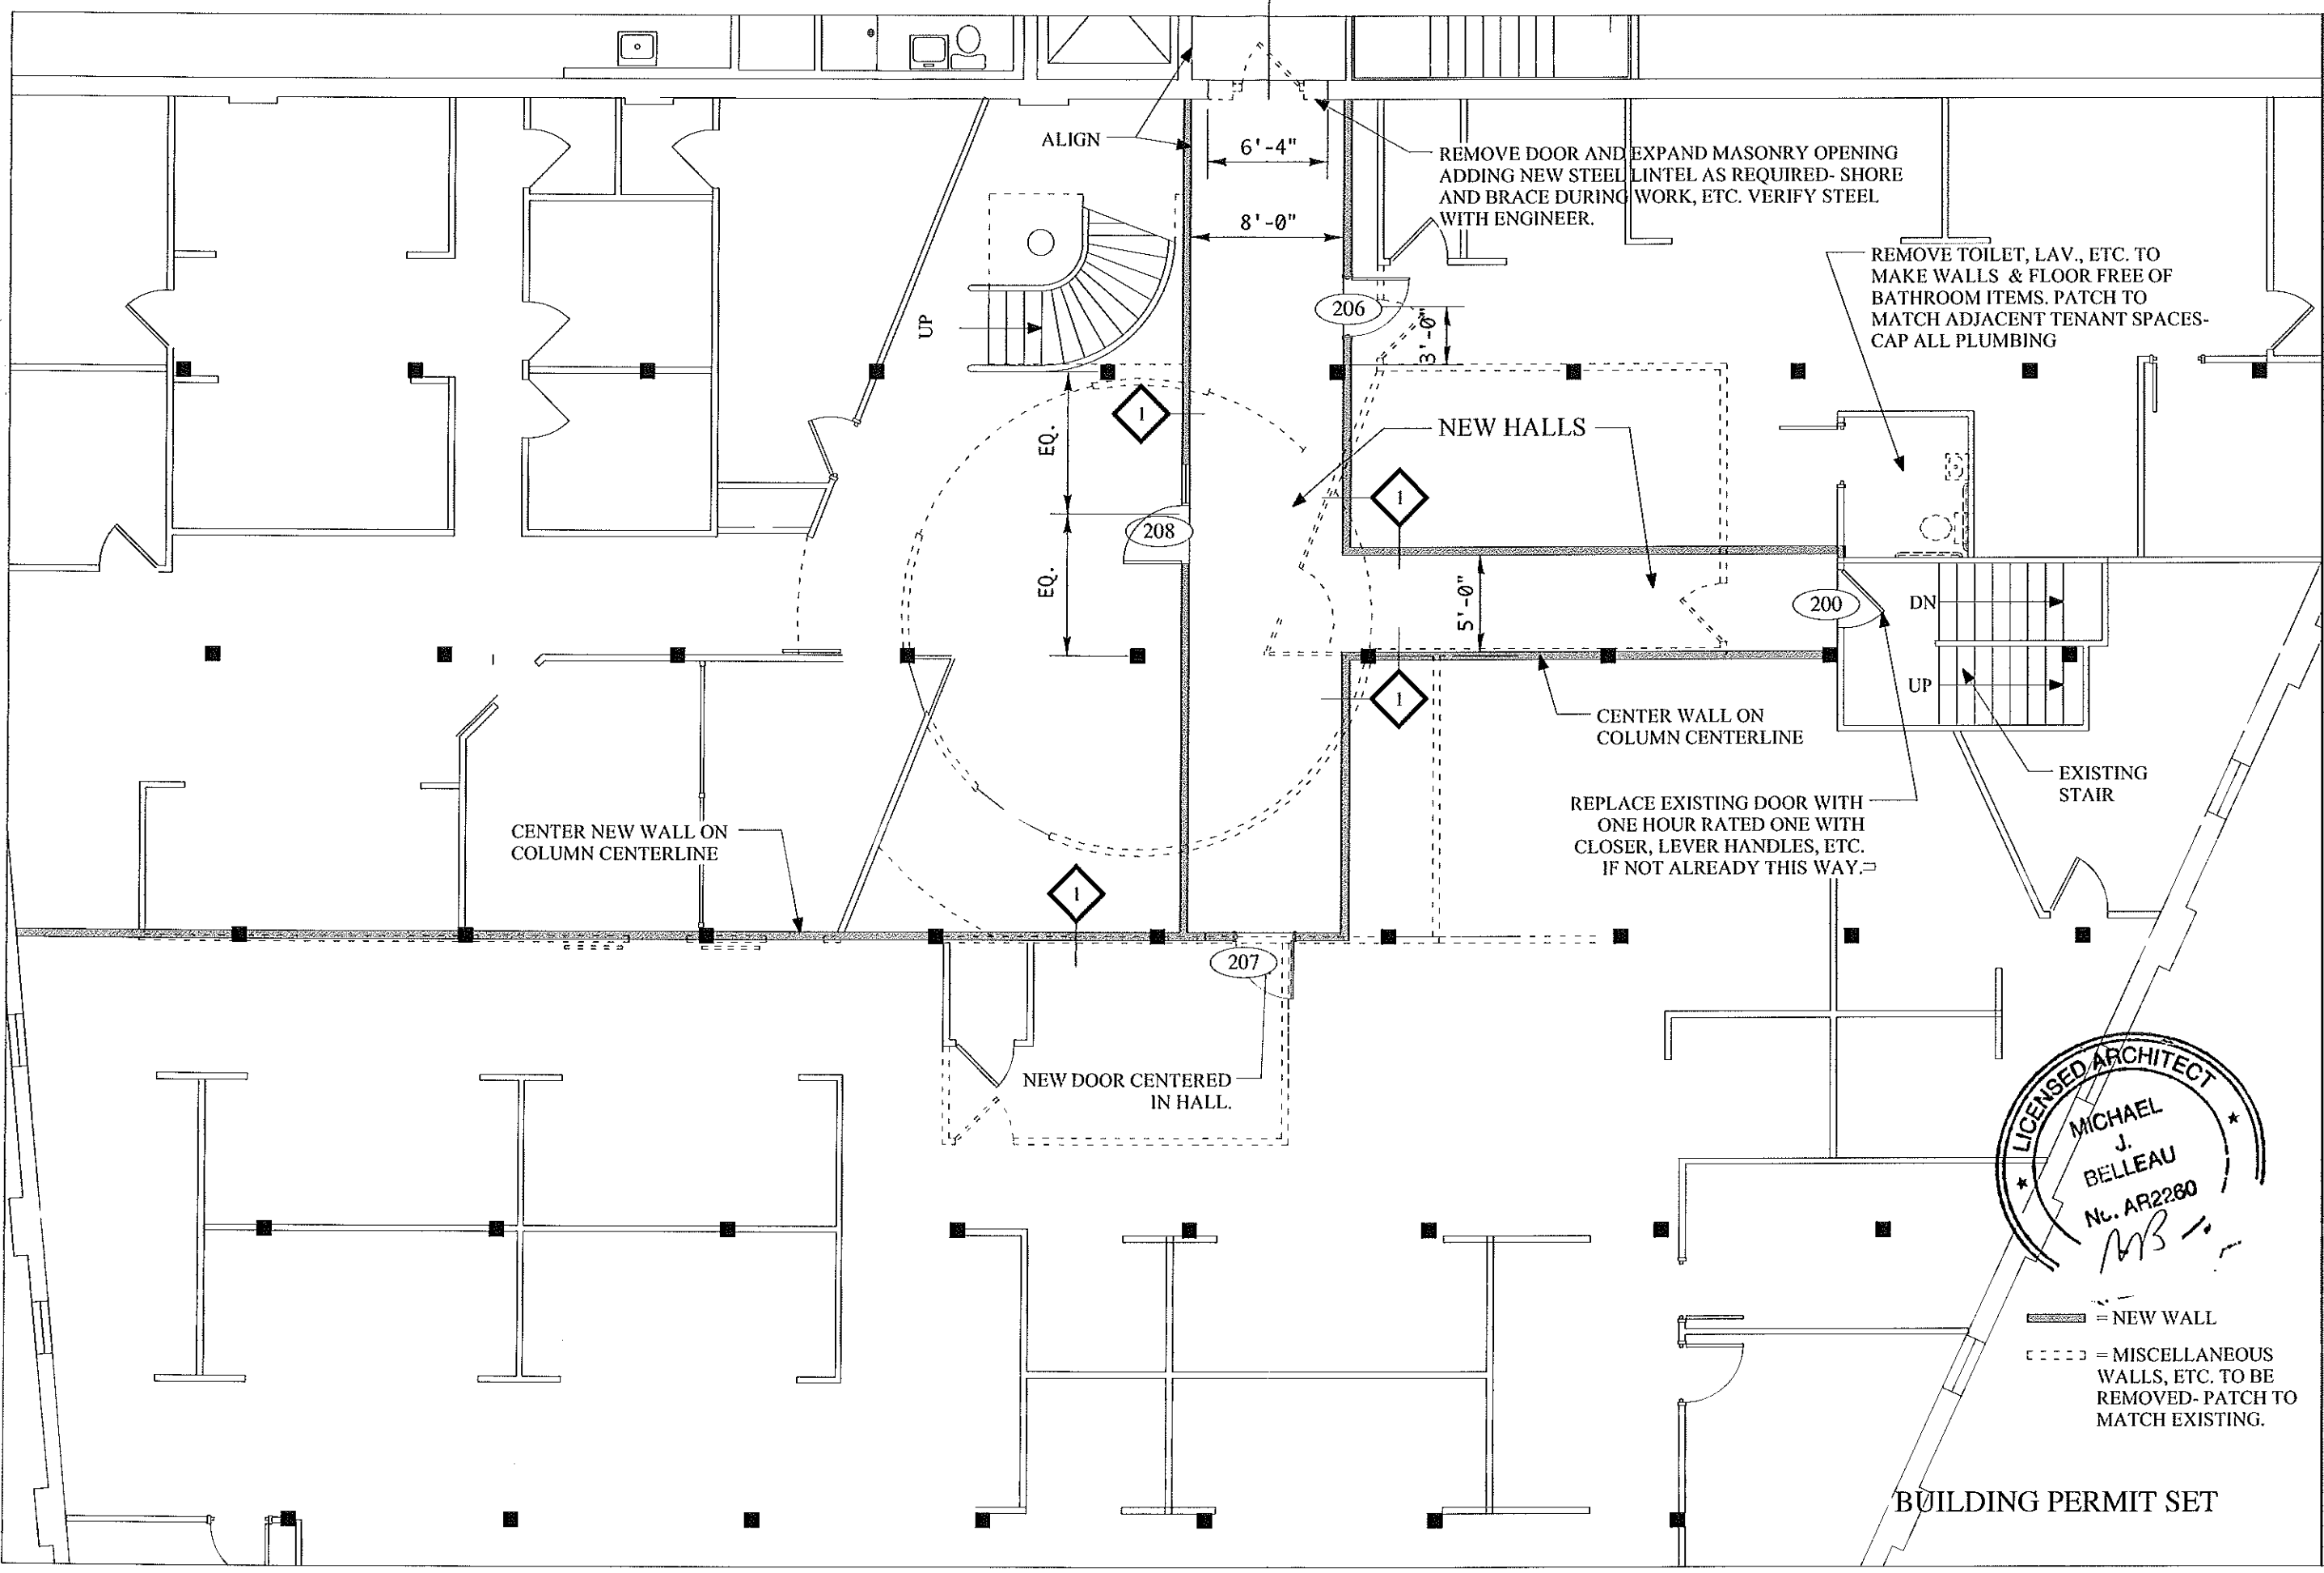 ALIGN
6'-4"
8'-0"
REMOVE DOOR AND EXPAND MASONRY OPENING
ADDING NEW STEEL LINTEL AS REQUIRED- SHORE
AND BRACE DURING WORK, ETC. VERIFY STEEL
WITH ENGINEER.
REMOVE TOILET, LAV., ETC. TO
MAKE WALLS & FLOOR FREE OF
BATHROOM ITEMS. PATCH TO
MATCH ADJACENT TENANT SPACES-
CAP ALL PLUMBING
UP
206
3'-0"
1
EQ.
NEW HALLS
1
208
EQ.
5'-0"
200
DN
UP
1
CENTER WALL ON
COLUMN CENTERLINE
EXISTING
STAIR
REPLACE EXISTING DOOR WITH
ONE HOUR RATED ONE WITH
CLOSER, LEVER HANDLES, ETC.
IF NOT ALREADY THIS WAY.
CENTER NEW WALL ON
COLUMN CENTERLINE
1
207
NEW DOOR CENTERED
IN HALL.
LICENSED ARCHITECT
MICHAEL
J.
BELLEAU
No. AR2260
= NEW WALL
= MISCELLANEOUS
WALLS, ETC. TO BE
REMOVED- PATCH TO
MATCH EXISTING.
BUILDING PERMIT SET